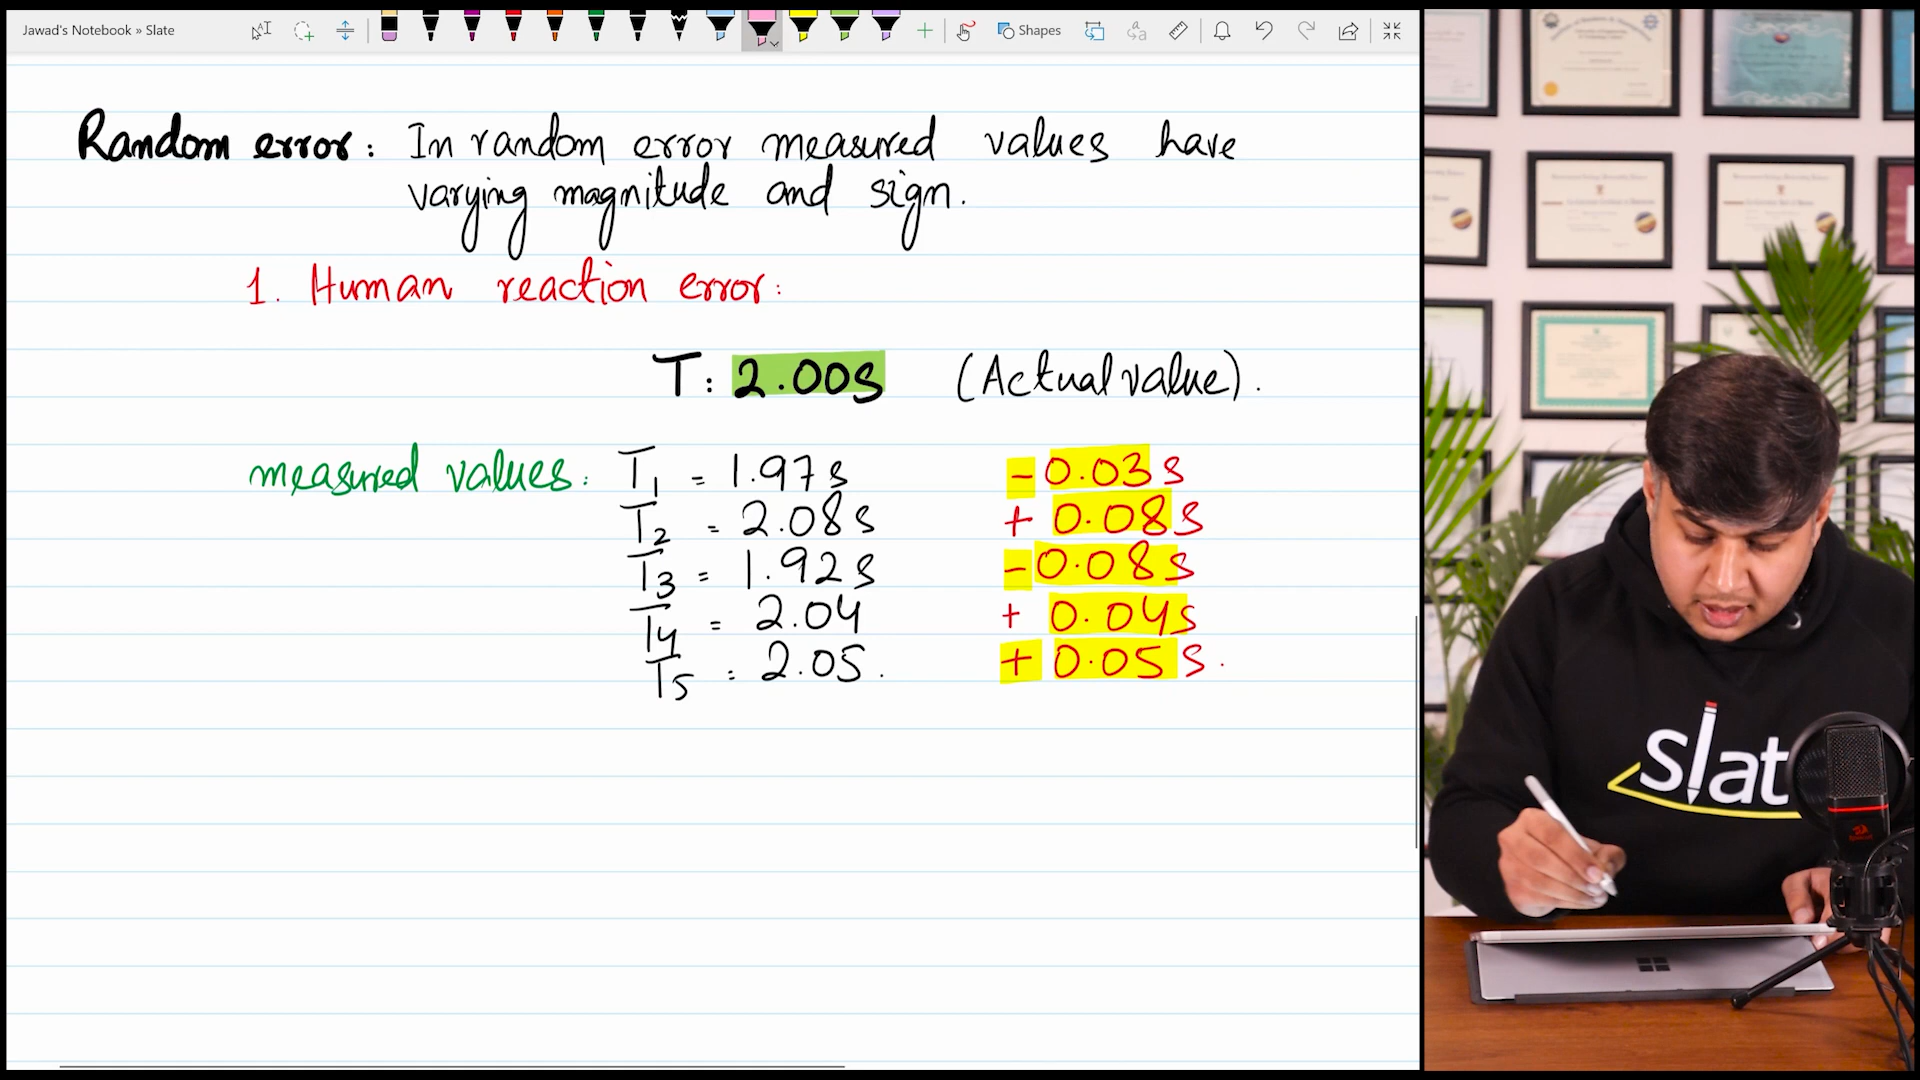 Jawad's Notebook » Slate
Shapes
Random error: In random error measured values have
varying magnitude and sign.
1. Human reaction error:
T: 2.00s (Actual value).
measured values: T1 = 1.97s - 0.03s
T2 = 2.08s + 0.08s
T3 = 1.92s - 0.08s
T4 = 2.04 + 0.04s
T5 = 2.05. + 0.05s.
slat